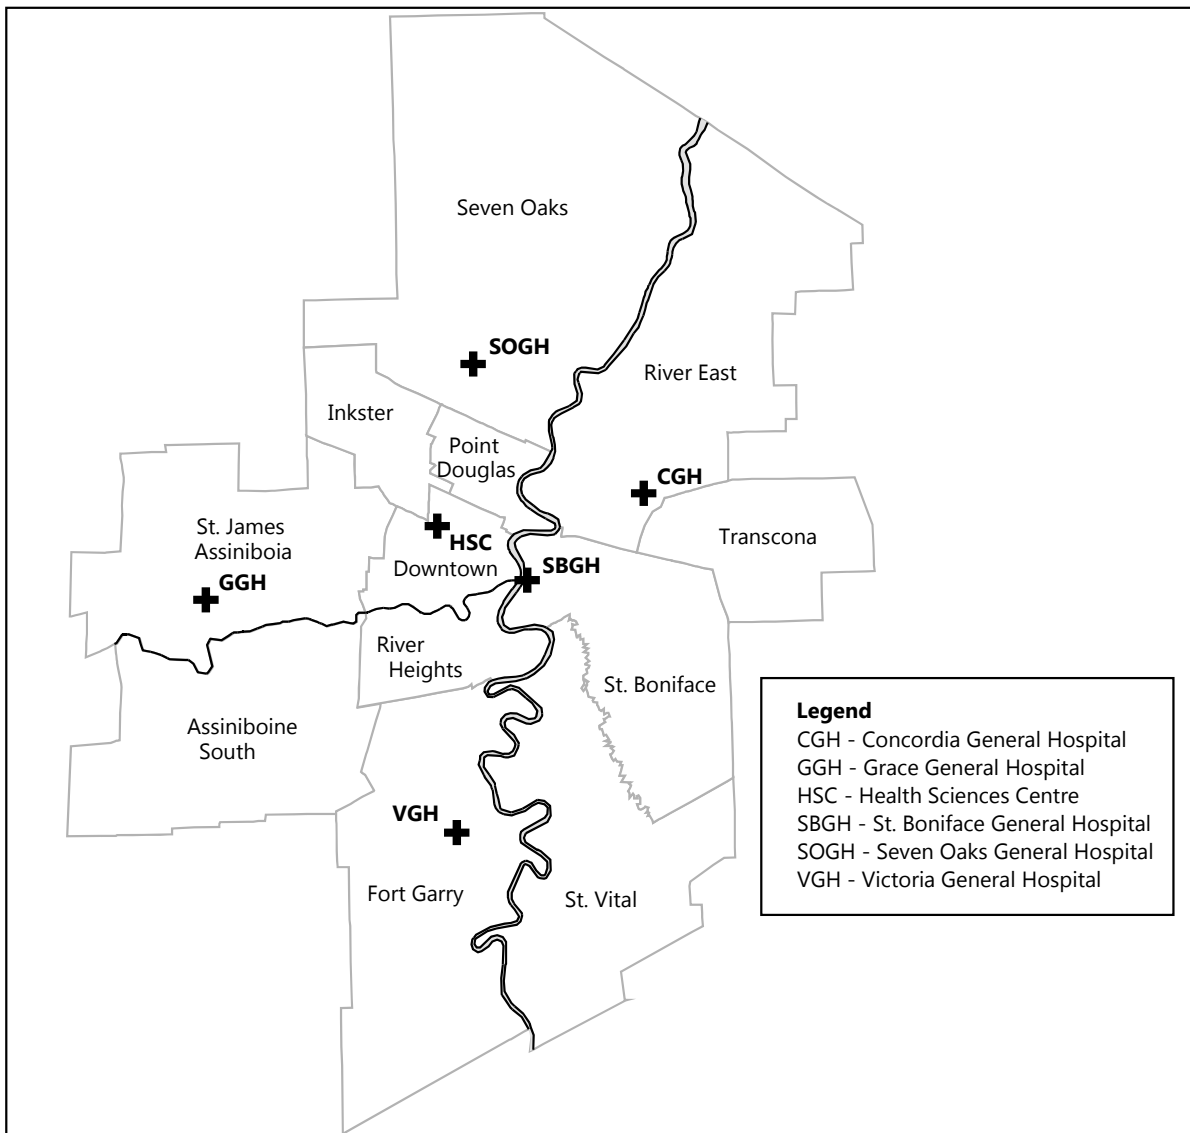 Seven Oaks
SOGH
River East
Inkster
Point
Douglas
CGH
St. James
Assiniboia
HSC
Downtown
SBGH
Transcona
GGH
River
Heights
St. Boniface
Assiniboine
South
VGH
Fort Garry
St. Vital
Legend
CGH - Concordia General Hospital
GGH - Grace General Hospital
HSC - Health Sciences Centre
SBGH - St. Boniface General Hospital
SOGH - Seven Oaks General Hospital
VGH - Victoria General Hospital